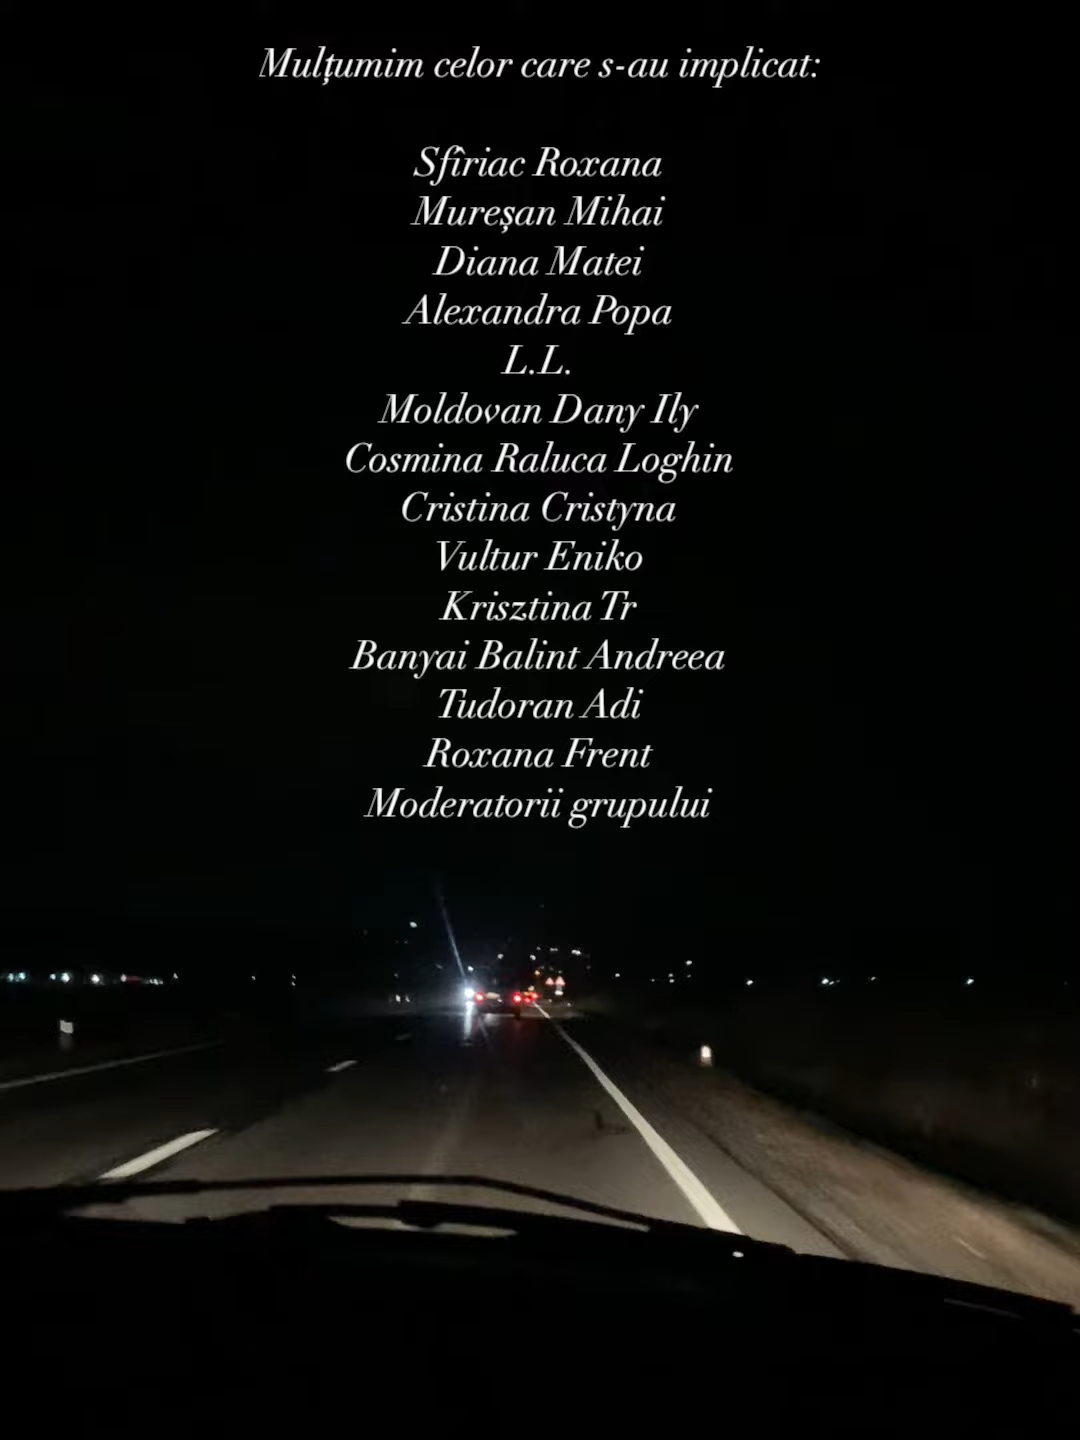 Mulțumim celor care s-au implicat:
Sfîriac Roxana
Mureșan Mihai
Diana Matei
Alexandra Popa
L.L.
Moldovan Dany Ily
Cosmina Raluca Loghin
Cristina Cristyna
Vultur Eniko
Krisztina Tr
Banyai Balint Andreea
Tudoran Adi
Roxana Frent
Moderatorii grupului